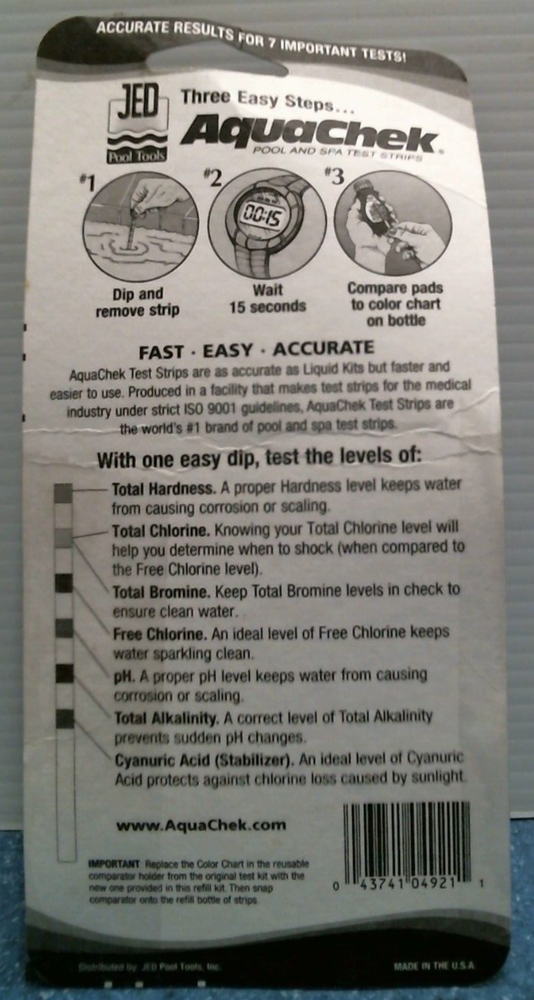 ACCURATE RESULTS FOR 7 IMPORTANT TESTS!
JED
Pool Tools
Three Easy Steps...
AquaChek®
POOL AND SPA TEST STRIPS
#1
#2
#3
00:15
Dip and
remove strip
Wait
15 seconds
Compare pads
to color chart
on bottle
FAST · EASY · ACCURATE
AquaChek Test Strips are as accurate as Liquid Kits but faster and
easier to use. Produced in a facility that makes test strips for the medical
industry under strict ISO 9001 guidelines, AquaChek Test Strips are
the world's #1 brand of pool and spa test strips.
With one easy dip, test the levels of:
Total Hardness. A proper Hardness level keeps water
from causing corrosion or scaling.
Total Chlorine. Knowing your Total Chlorine level will
help you determine when to shock (when compared to
the Free Chlorine level).
Total Bromine. Keep Total Bromine levels in check to
ensure clean water.
Free Chlorine. An ideal level of Free Chlorine keeps
water sparkling clean.
pH. A proper pH level keeps water from causing
corrosion or scaling.
Total Alkalinity. A correct level of Total Alkalinity
prevents sudden pH changes.
Cyanuric Acid (Stabilizer). An ideal level of Cyanuric
Acid protects against chlorine loss caused by sunlight.
www.AquaChek.com
IMPORTANT Replace the Color Chart in the reusable
comparator holder from the original test kit with the
new one provided in this refill kit. Then snap
comparator onto the refill bottle of strips.
0 43741 04921 1
Distributed by: JED Pool Tools, Inc.
MADE IN THE U.S.A.